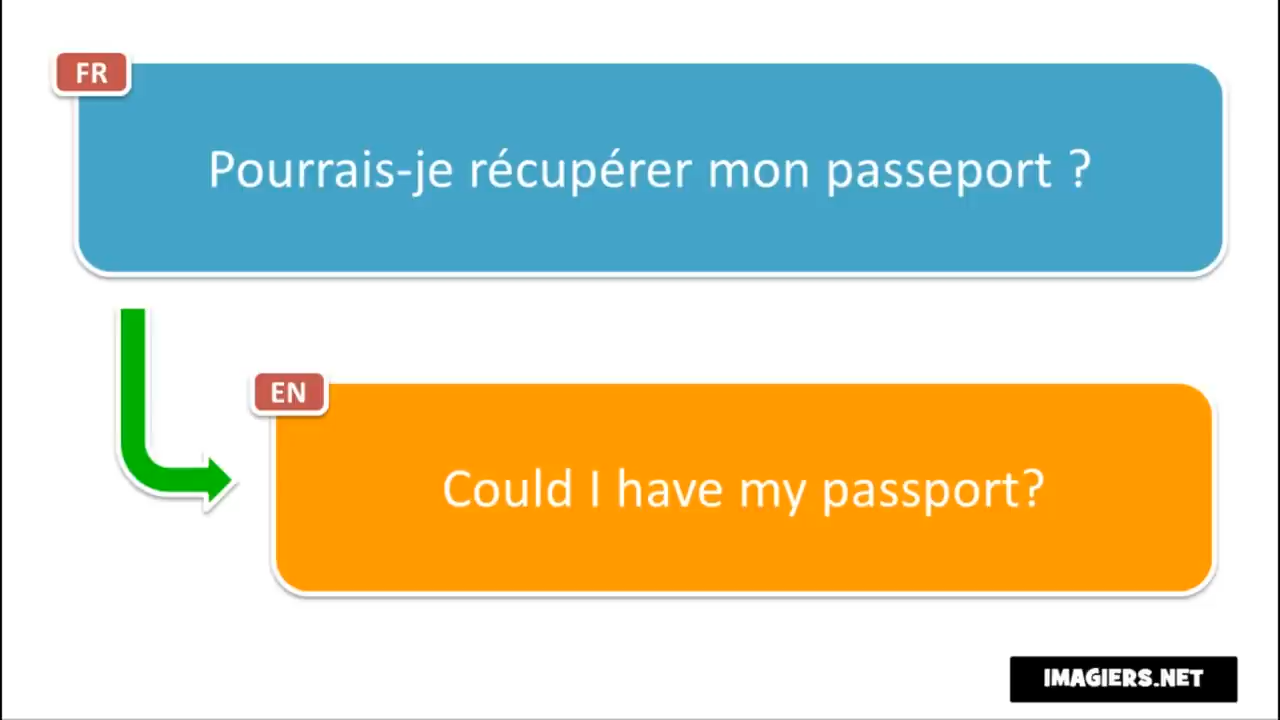 FR
Pourrais-je récupérer mon passeport ?
EN
Could I have my passport?
IMAGIERS.NET